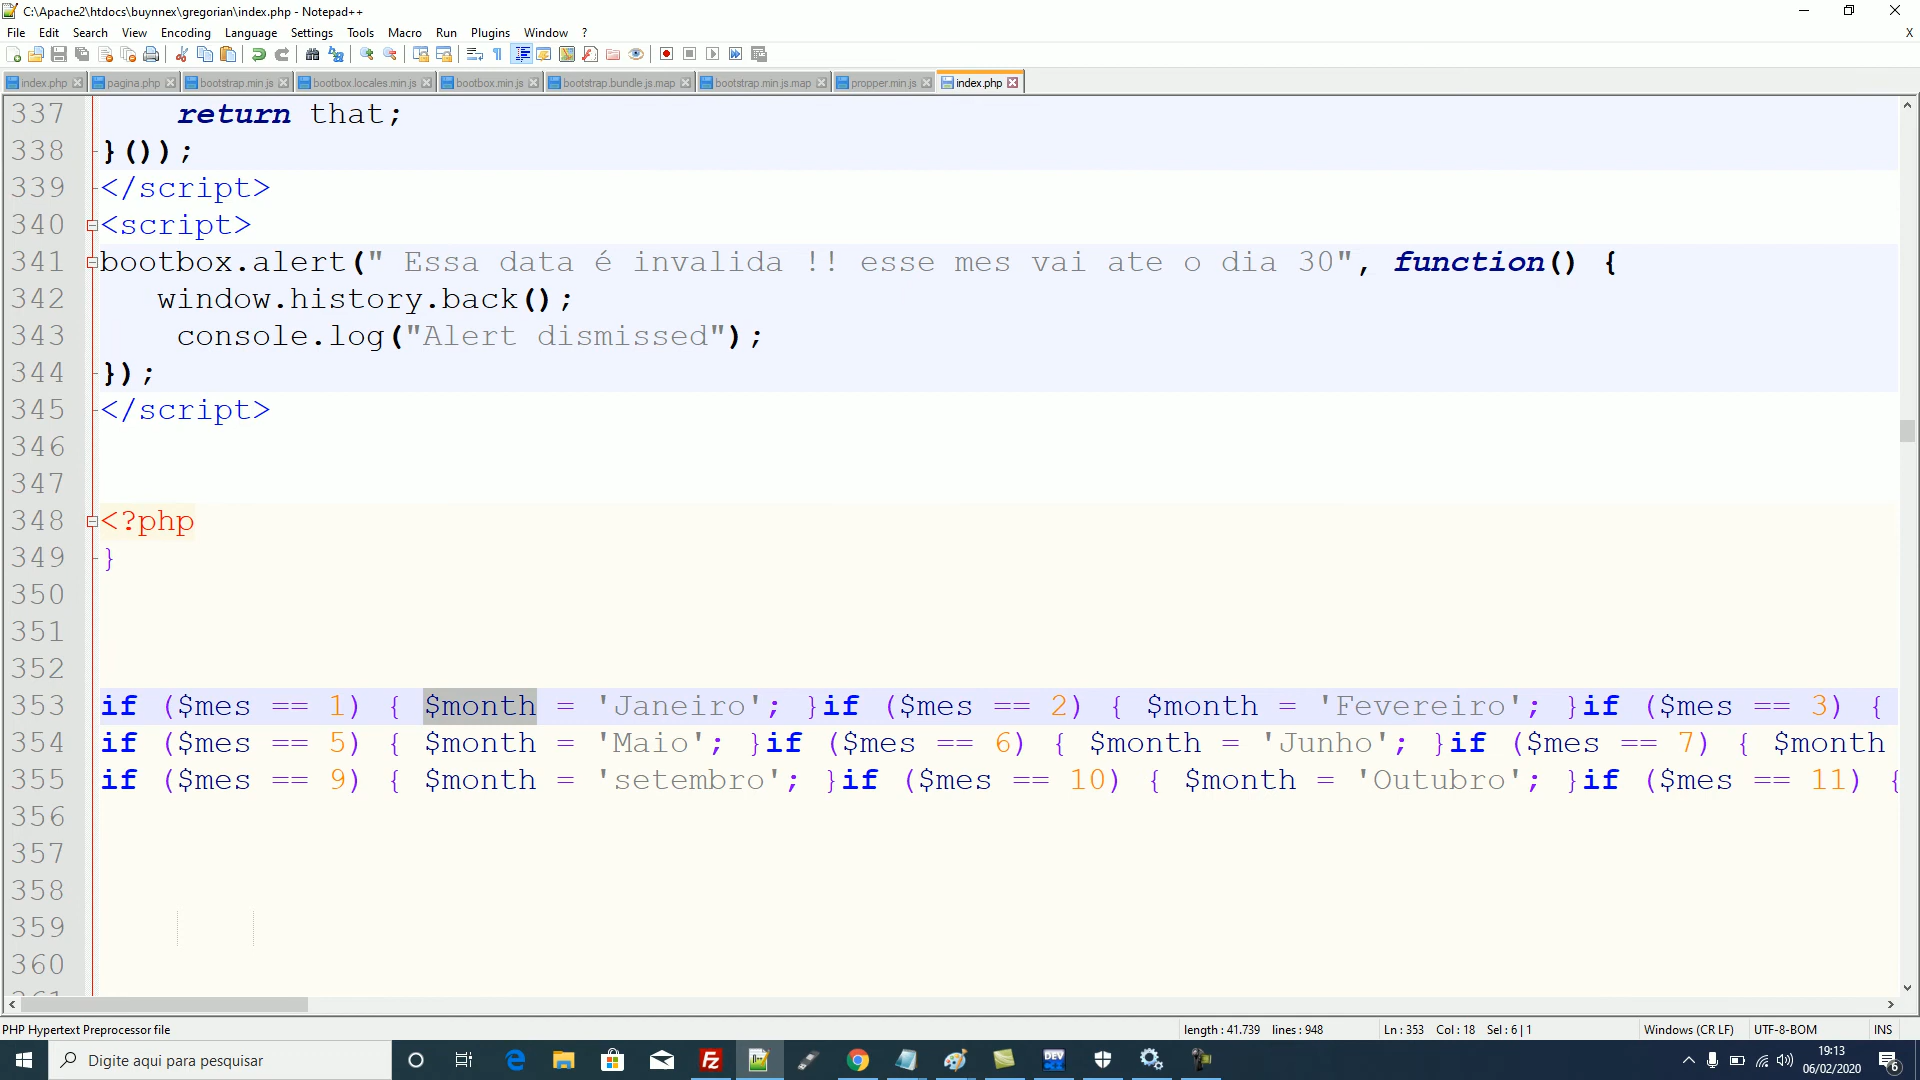 C:\Apache2\htdocs\buynnex\gregorian\index.php - Notepad++
File Edit Search View Encoding Language Settings Tools Macro Run Plugins Window ? X
index.php pagina.php bootstrap.min.js bootbox.locales.min.js bootbox.min.js bootstrap.bundle.js.map bootstrap.min.js.map propper.min.js index.php
337 return that;
338 }());
339 </script>
340 <script>
341 bootbox.alert(" Essa data é invalida !! esse mes vai ate o dia 30", function() {
342 window.history.back();
343 console.log("Alert dismissed");
344 });
345 </script>
346
347
348 <?php
349 }
350
351
352
353 if ($mes == 1) { $month = 'Janeiro'; }if ($mes == 2) { $month = 'Fevereiro'; }if ($mes == 3) {
354 if ($mes == 5) { $month = 'Maio'; }if ($mes == 6) { $month = 'Junho'; }if ($mes == 7) { $month
355 if ($mes == 9) { $month = 'setembro'; }if ($mes == 10) { $month = 'Outubro'; }if ($mes == 11) {
356
357
358
359
360
361
PHP Hypertext Preprocessor file length : 41.739 lines : 948 Ln : 353 Col : 18 Sel : 6 | 1 Windows (CR LF) UTF-8-BOM INS
Digite aqui para pesquisar
DEV
19:13
06/02/2020
6